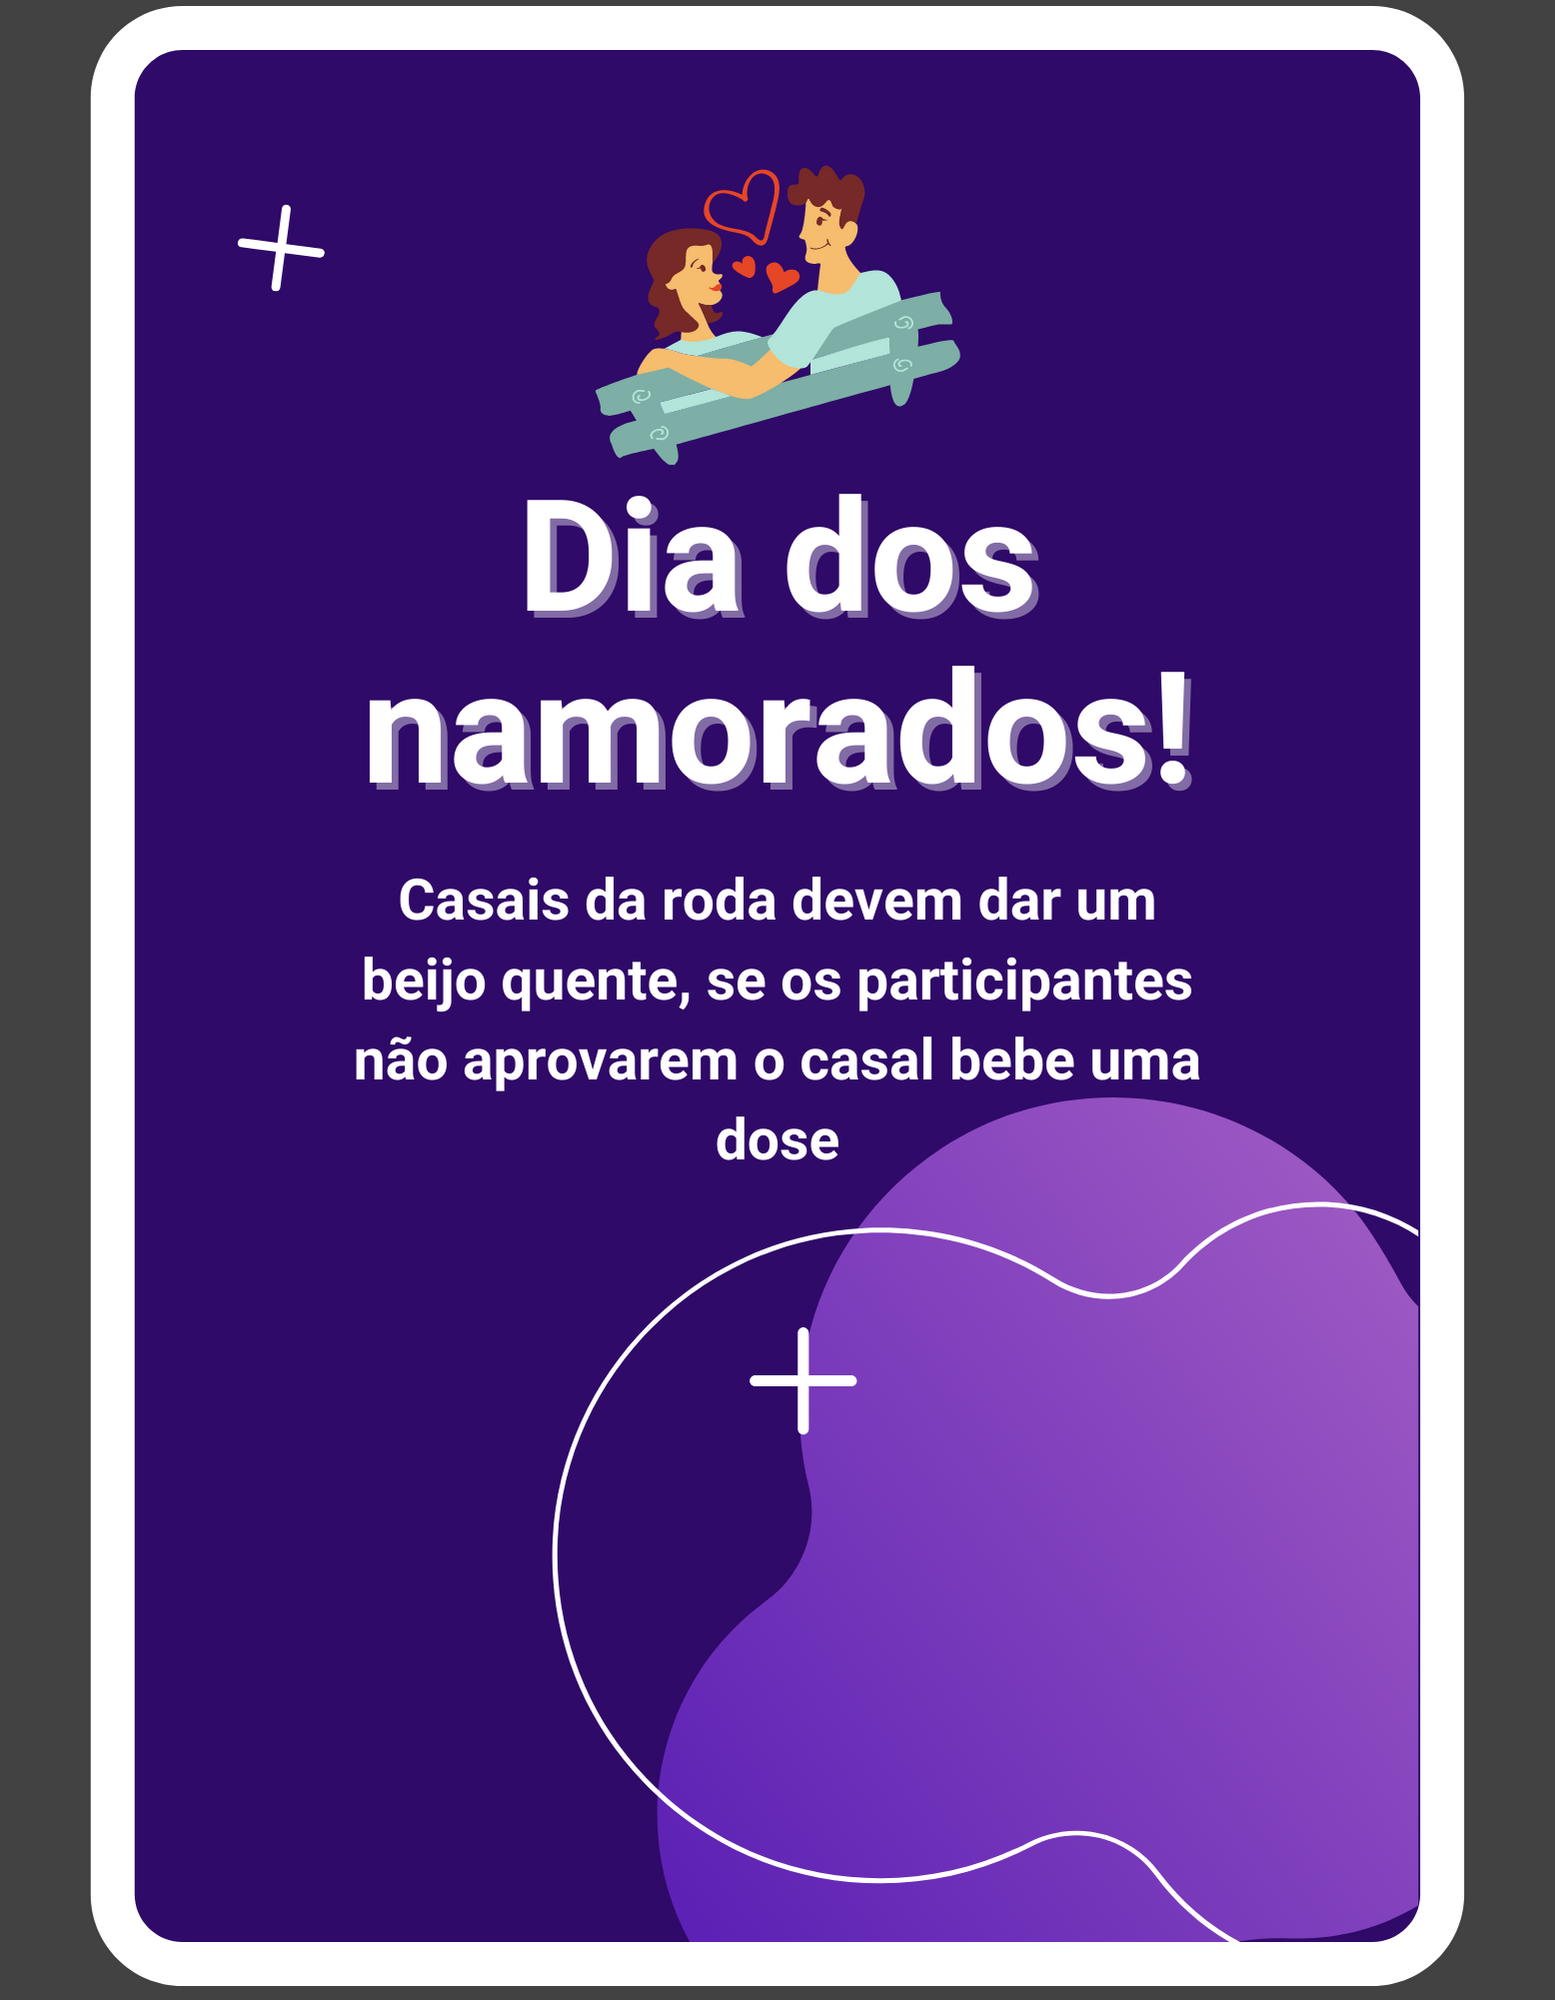 Dia dos
namorados!
Casais da roda devem dar um
beijjo quente, se os participantes
não aprovarem o casal bebe uma
dose